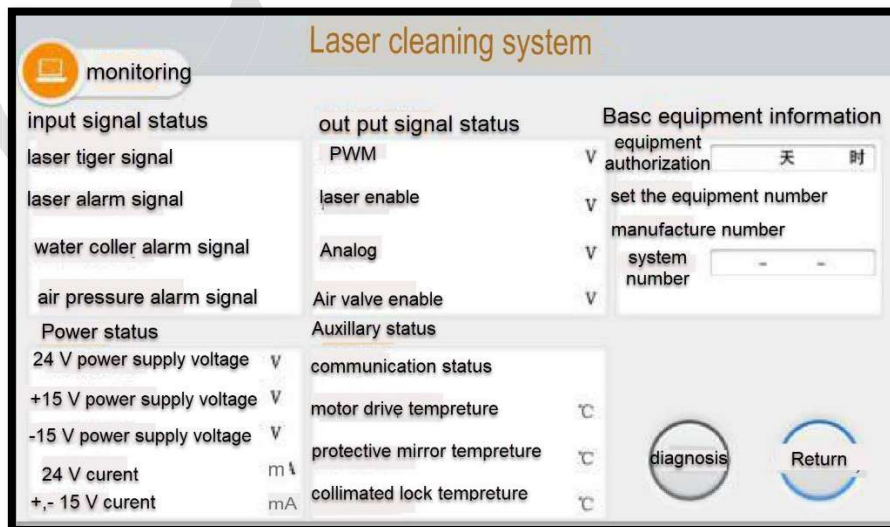 Laser cleaning system
monitoring
input signal status
laser tiger signal
laser alarm signal
water coller alarm signal
air pressure alarm signal
out put signal status
PWM V
laser enable V
Analog V
Air valve enable V
Basc equipment information
equipment
authorization 天 时
set the equipment number
manufacture number
system
number - -
Power status
24 V power supply voltage V
+15 V power supply voltage V
-15 V power supply voltage V
24 V curent mA
+,- 15 V curent mA
Auxillary status
communication status
motor drive tempreture ℃
protective mirror tempreture ℃
collimated lock tempreture ℃
diagnosis
Return